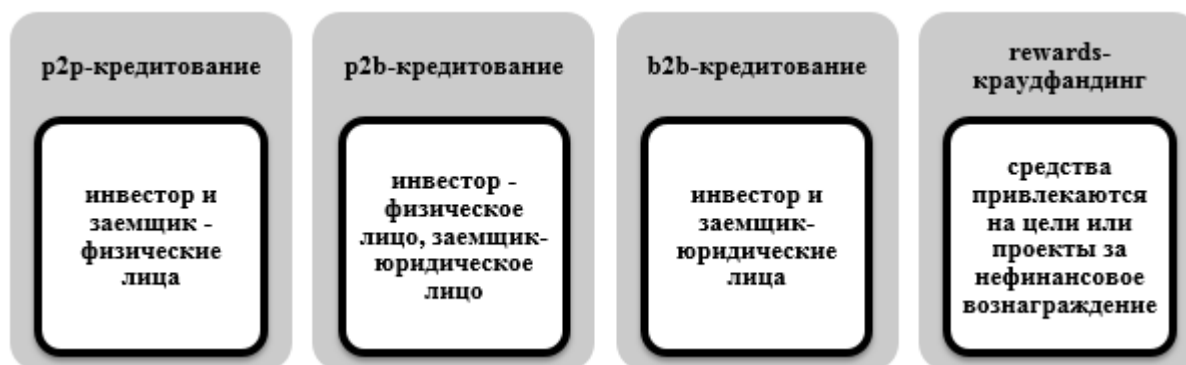 p2p-кредитование
инвестор и
заемщик -
физические
лица
p2b-кредитование
инвестор -
физическое
лицо, заемщик-
юридическое
лицо
b2b-кредитование
инвестор и
заемщик-
юридические
лица
rewards-
краудфандинг
средства
привлекаются
на цели или
проекты за
нефинансовое
вознаграждение